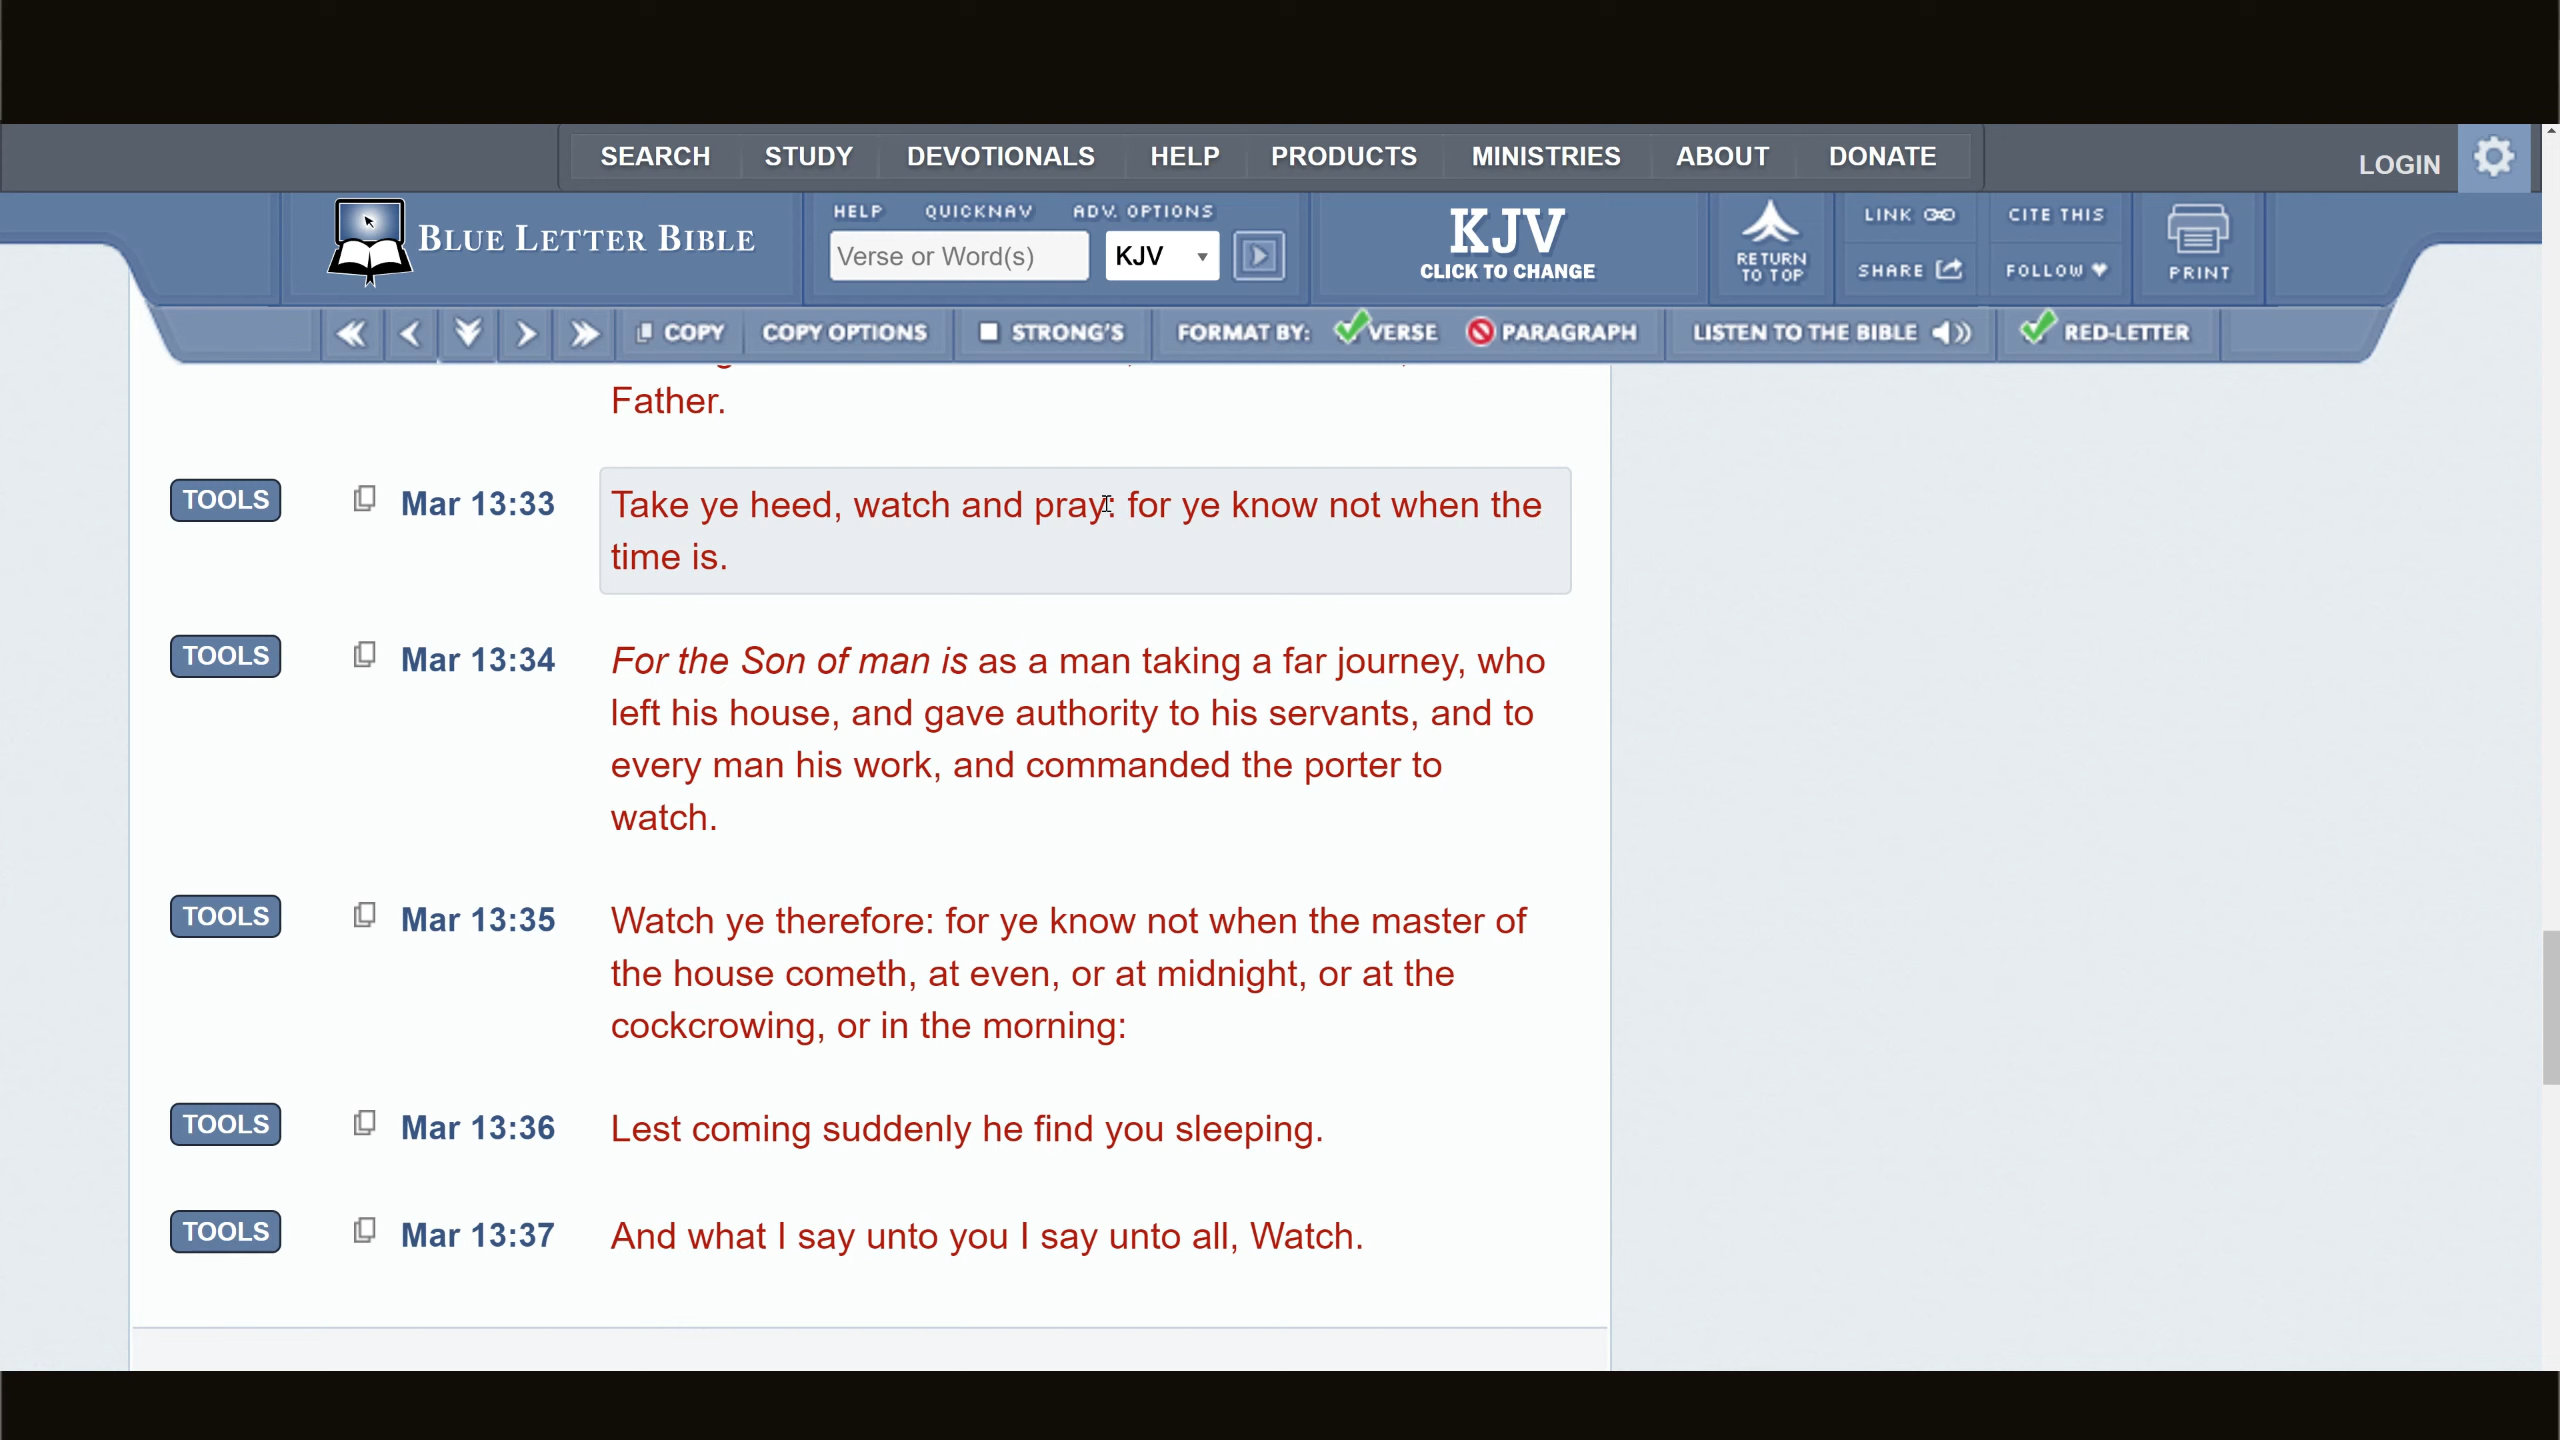 SEARCH STUDY DEVOTIONALS HELP PRODUCTS MINISTRIES ABOUT DONATE LOGIN
BLUE LETTER BIBLE
HELP QUICKNAV ADV. OPTIONS
Verse or Word(s) KJV
KJV
CLICK TO CHANGE
RETURN
TO TOP
LINK CITE THIS
SHARE FOLLOW
PRINT
COPY COPY OPTIONS STRONG'S FORMAT BY: VERSE PARAGRAPH LISTEN TO THE BIBLE RED-LETTER
Father.
TOOLS Mar 13:33 Take ye heed, watch and pray: for ye know not when the
time is.
TOOLS Mar 13:34 For the Son of man is as a man taking a far journey, who
left his house, and gave authority to his servants, and to
every man his work, and commanded the porter to
watch.
TOOLS Mar 13:35 Watch ye therefore: for ye know not when the master of
the house cometh, at even, or at midnight, or at the
cockcrowing, or in the morning:
TOOLS Mar 13:36 Lest coming suddenly he find you sleeping.
TOOLS Mar 13:37 And what I say unto you I say unto all, Watch.